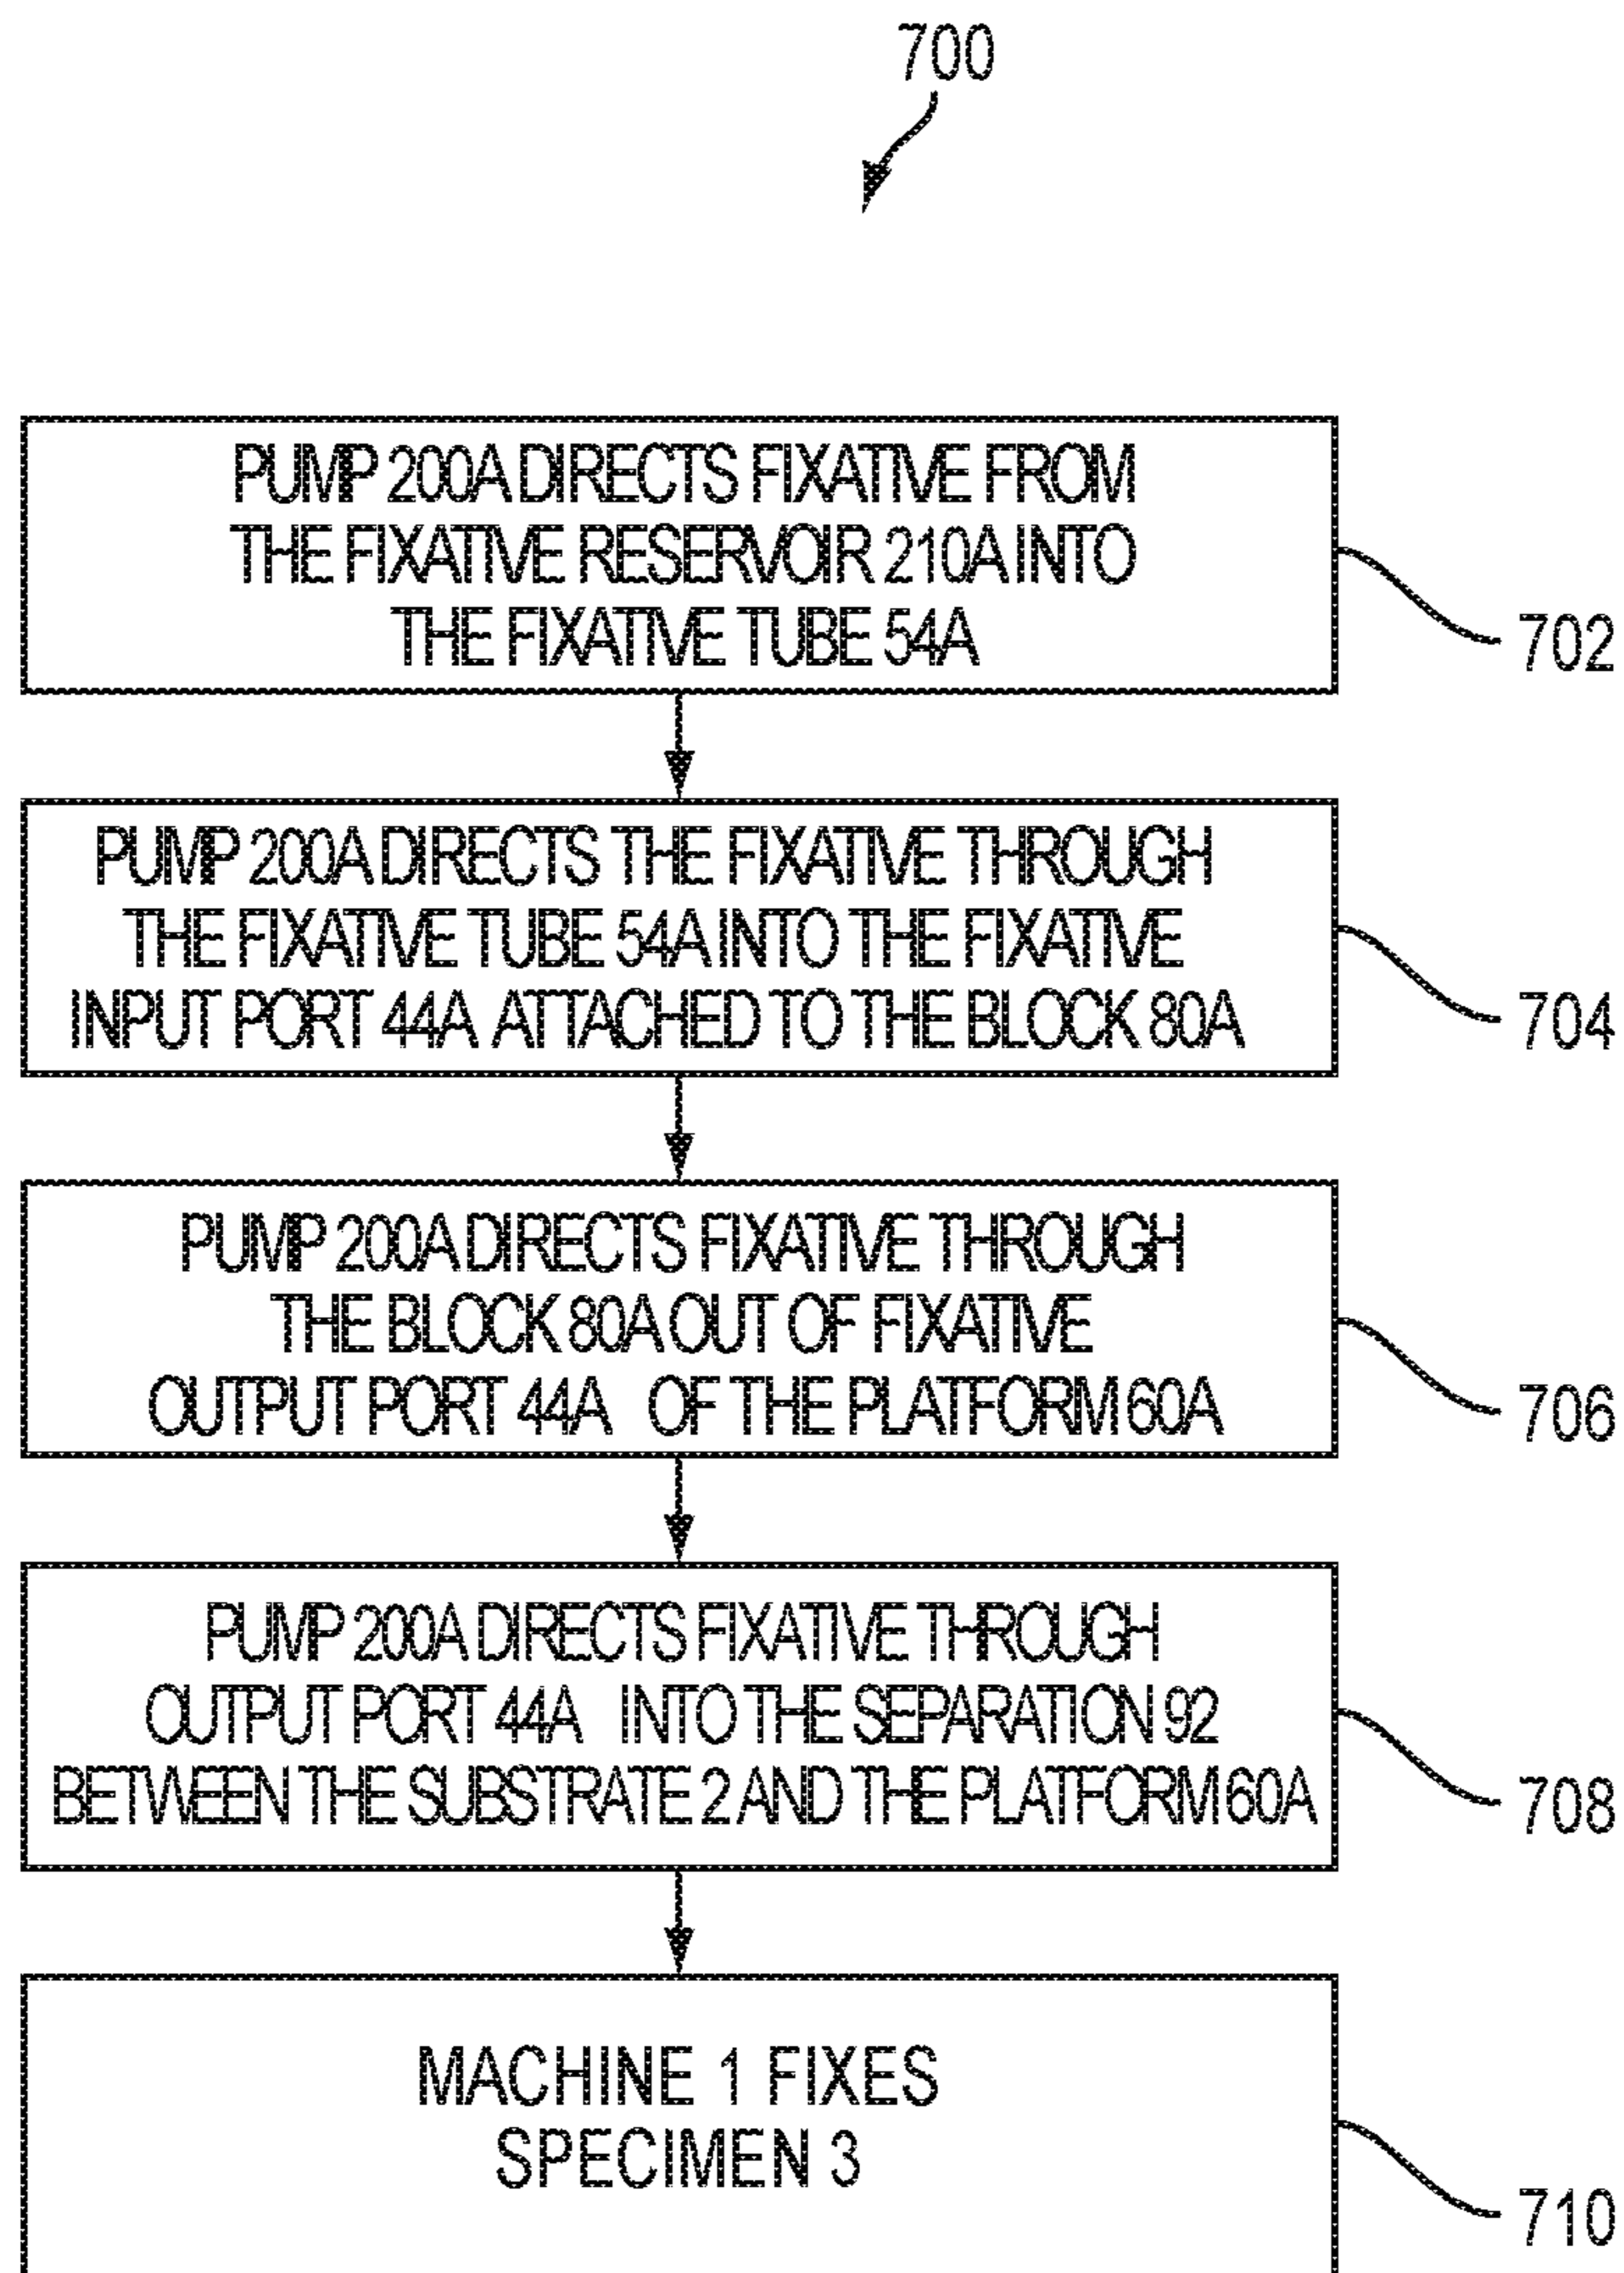 700
PUMP 200A DIRECTS FIXATIVE FROM
THE FIXATIVE RESERVOIR 210A INTO
THE FIXATIVE TUBE 54A
702
PUMP 200A DIRECTS THE FIXATIVE THROUGH
THE FIXATIVE TUBE 54A INTO THE FIXATIVE
INPUT PORT 44A ATTACHED TO THE BLOCK 80A
704
PUMP 200A DIRECTS FIXATIVE THROUGH
THE BLOCK 80A OUT OF FIXATIVE
OUTPUT PORT 44A OF THE PLATFORM 60A
706
PUMP 200A DIRECTS FIXATIVE THROUGH
OUTPUT PORT 44A INTO THE SEPARATION 92
BETWEEN THE SUBSTRATE 2 AND THE PLATFORM 60A
708
MACHINE 1 FIXES
SPECIMEN 3
710